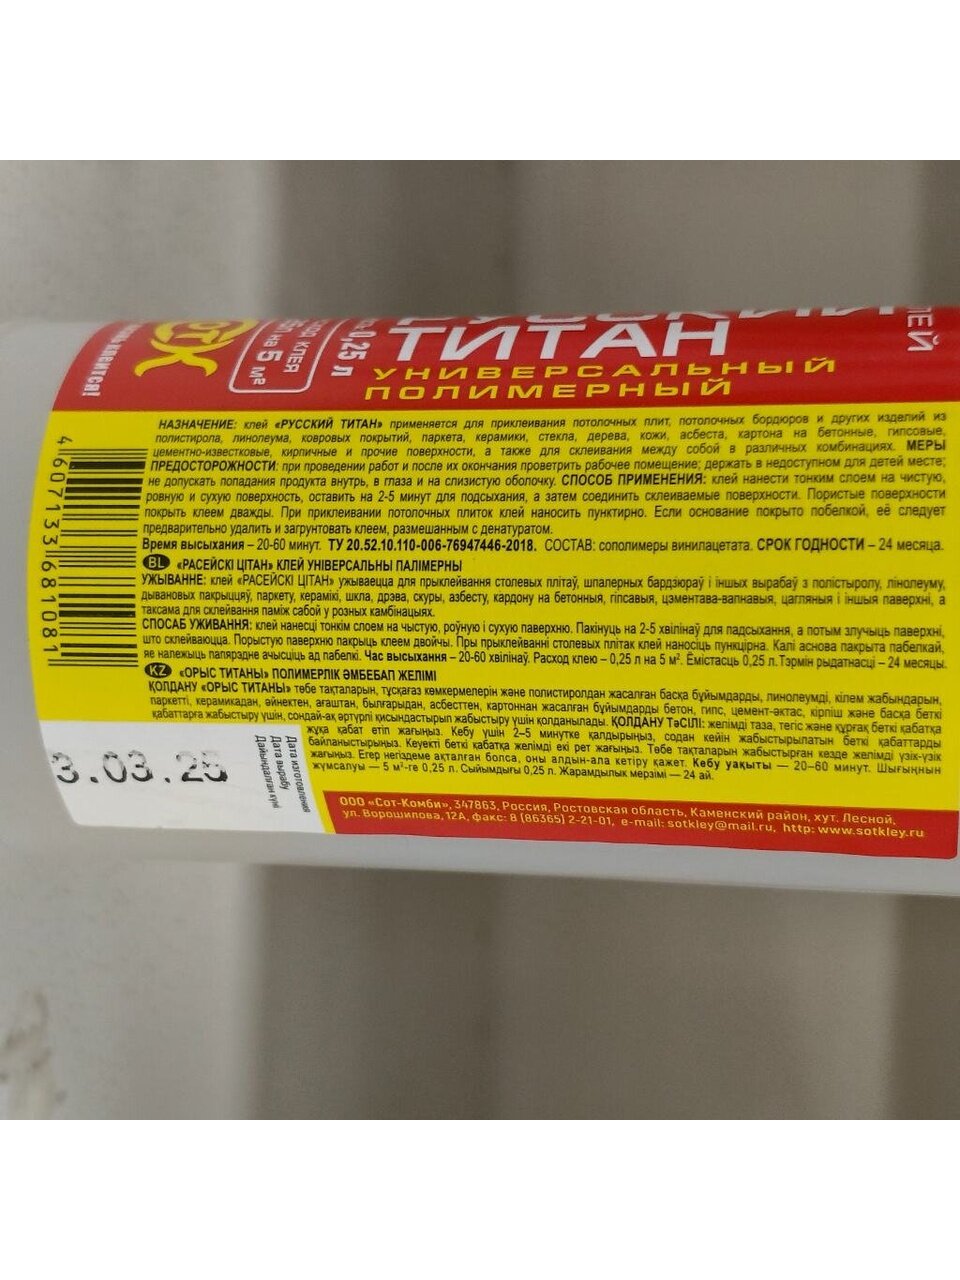 КЛЕЙ
РУССКИЙ
ТИТАН
УНИВЕРСАЛЬНЫЙ
ПОЛИМЕРНЫЙ
0,25 л
КЛЕЯ
на 5 м²
НАЗНАЧЕНИЕ: клей «РУССКИЙ ТИТАН» применяется для приклеивания потолочных плит, потолочных бордюров и других изделий из
полистирола, линолеума, ковровых покрытий, паркета, керамики, стекла, дерева, кожи, асбеста, картона на бетонные, гипсовые,
цементно-известковые, кирпичные и прочие поверхности, а также для склеивания между собой в различных комбинациях. МЕРЫ
ПРЕДОСТОРОЖНОСТИ: при проведении работ и после их окончания проветрить рабочее помещение; держать в недоступном для детей месте;
не допускать попадания продукта внутрь, в глаза и на слизистую оболочку. СПОСОБ ПРИМЕНЕНИЯ: клей нанести тонким слоем на чистую,
ровную и сухую поверхность, оставить на 2-5 минут для подсыхания, а затем соединить склеиваемые поверхности. Пористые поверхности
покрыть клеем дважды. При приклеивании потолочных плиток клей наносить пунктирно. Если основание покрыто побелкой, её следует
предварительно удалить и загрунтовать клеем, размешанным с денатуратом.
Время высыхания – 20-60 минут. ТУ 20.52.10.110-006-76947446-2018. СОСТАВ: сополимеры винилацетата. СРОК ГОДНОСТИ – 24 месяца.
BL «РАСЕЙСКІ ЦІТАН» КЛЕЙ УНІВЕРСАЛЬНЫ ПАЛІМЕРНЫ
УЖЫВАННЕ: клей «РАСЕЙСКІ ЦІТАН» ужываецца для прыклейвання столевых плітаў, шпалерных бардзюраў і іншых вырабаў з полістыролу, лінолеуму,
дывановых пакрыццяў, паркету, керамікі, шкла, дрэва, скуры, азбесту, кардону на бетонныя, гіпсавыя, цэментава-вапнавыя, цагляныя і іншыя паверхні, а
таксама для склейвання паміж сабой у розных камбінацыях.
СПОСАБ УЖИВАННЯ: клей нанесці тонкім слоем на чыстую, роўную і сухую паверхню. Пакінуць на 2-5 хвілінаў для падсыхання, а потым злучыць паверхні,
што склейваюцца. Порыстую паверхню пакрыць клеем двойчы. Пры прыклейванні столевых плітак клей наносіць пункцірна. Калі аснова пакрыта пабелкай,
яе належыць папярэдне ачысціць ад пабелкі. Час высыхання – 20-60 хвілінаў. Расход клею – 0,25 л на 5 м². Ёмістасць 0,25 л. Тэрмін рыдатнасці – 24 месяцы.
KZ «ОРЫС ТИТАНЫ» ПОЛИМЕРЛІК ӘМБЕБАП ЖЕЛІМІ
ҚОЛДАНУ «ОРЫС ТИТАНЫ» төбе тақталарын, тұсқағаз көмкермелерін және полистиролдан жасалған басқа бұйымдарды, линолеумді, кілем жабындарын,
паркетті, керамикадан, әйнектен, ағаштан, былғарыдан, асбесттен, картоннан жасалған бұйымдарды бетон, гипс, цемент-әктас, кірпіш және басқа беткі
қабаттарға жабыстыру үшін, сондай-ақ әртүрлі қисындастырып жабыстыру үшін қолданылады. ҚОЛДАНУ ТӘСІЛІ: желімді таза, тегіс және құрғақ беткі қабатқа
жұқа қабат етіп жағыңыз. Кебу үшін 2–5 минутке қалдырыңыз, содан кейін жабыстырылатын беткі қабаттарды
байланыстырыңыз. Кеуекті беткі қабатқа желімді екі рет жағыңыз. Төбе тақталарын жабыстырған кезде желімді үзік-үзік
жағыңыз. Егер негіздеме ақталған болса, оны алдын-ала кетіру қажет. Кебу уақыты — 20–60 минут. Шығыңның
жүмсалуы — 5 м²-ге 0,25 л. Сыйымдығы 0,25 л. Жарамдылық мерзімі — 24 ай.
ООО «Сот-Комби», 347863, Россия, Ростовская область, Каменский район, хут. Лесной,
ул. Ворошилова, 12А, факс: 8 (86365) 2-21-01, e-mail: sotkley@mail.ru, http: www.sotkley.ru
Дата изготовления
Дата вырабу
Дайындалған күні
3.03.25
4 607133 681081